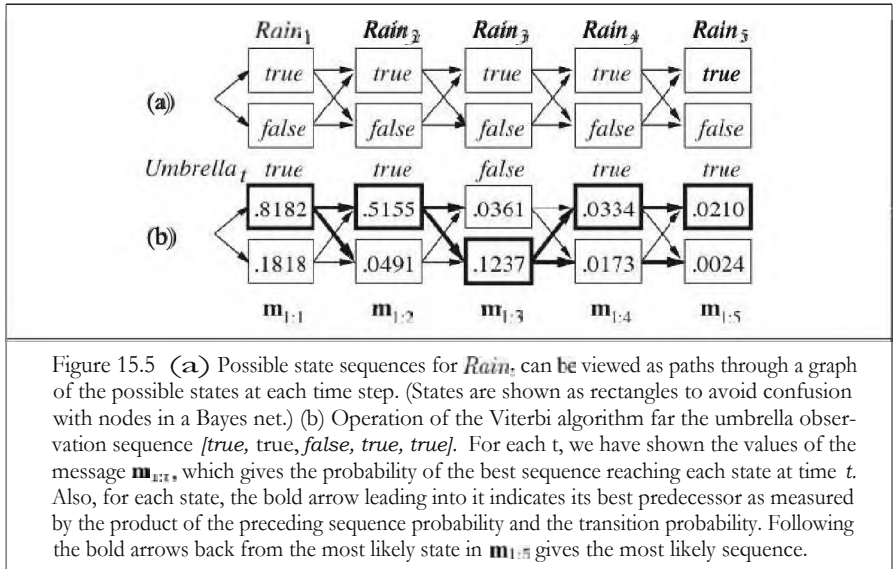 Rain1 Rain2 Rain3 Rain4 Rain5
true true true true true
(a)
false false false false false
Umbrella t true true false true true
.8182 .5155 .0361 .0334 .0210
(b)
.1818 .0491 .1237 .0173 .0024
m1:1 m1:2 m1:3 m1:4 m1:5
Figure 15.5 (a) Possible state sequences for Rain can be viewed as paths through a graph
of the possible states at each time step. (States are shown as rectangles to avoid confusion
with nodes in a Bayes net.) (b) Operation of the Viterbi algorithm far the umbrella obser-
vation sequence [true, true, false, true, true]. For each t, we have shown the values of the
message m which gives the probability of the best sequence reaching each state at time t.
Also, for each state, the bold arrow leading into it indicates its best predecessor as measured
by the product of the preceding sequence probability and the transition probability. Following
the bold arrows back from the most likely state in m1:5 gives the most likely sequence.